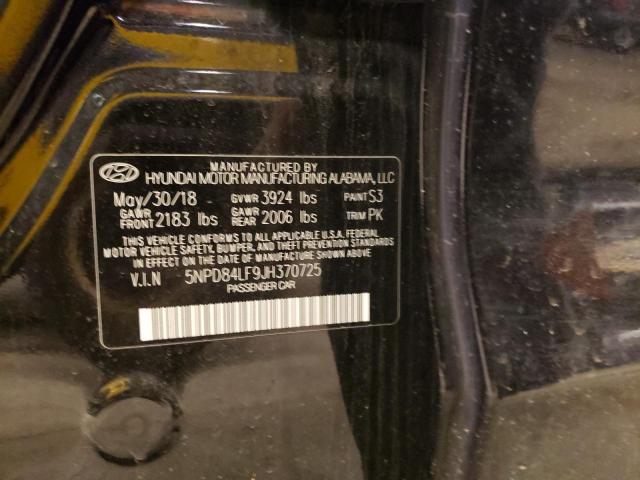 MANUFACTURED BY
HYUNDAI MOTOR MANUFACTURING ALABAMA, LLC
May/30/18 GVWR 3924 lbs PAINT S3
GAWR FRONT 2183 lbs GAWR REAR 2006 lbs TRIM PK
THIS VEHICLE CONFORMS TO ALL APPLICABLE U.S.A. FEDERAL
MOTOR VEHICLE SAFETY, BUMPER, AND THEFT PREVENTION STANDARDS
IN EFFECT ON THE DATE OF MANUFACTURE SHOWN ABOVE.
V.I.N 5NPD84LF9JH370725
PASSENGER CAR